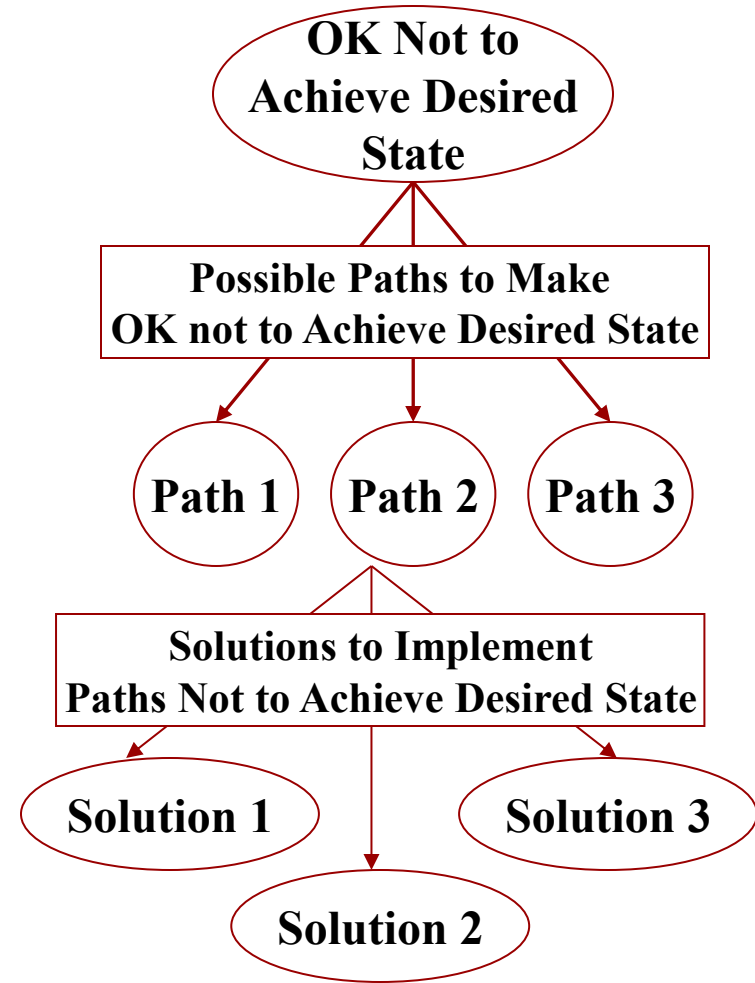 OK Not to
Achieve Desired
State
Possible Paths to Make
OK not to Achieve Desired State
Path 1
Path 2
Path 3
Solutions to Implement
Paths Not to Achieve Desired State
Solution 1
Solution 3
Solution 2